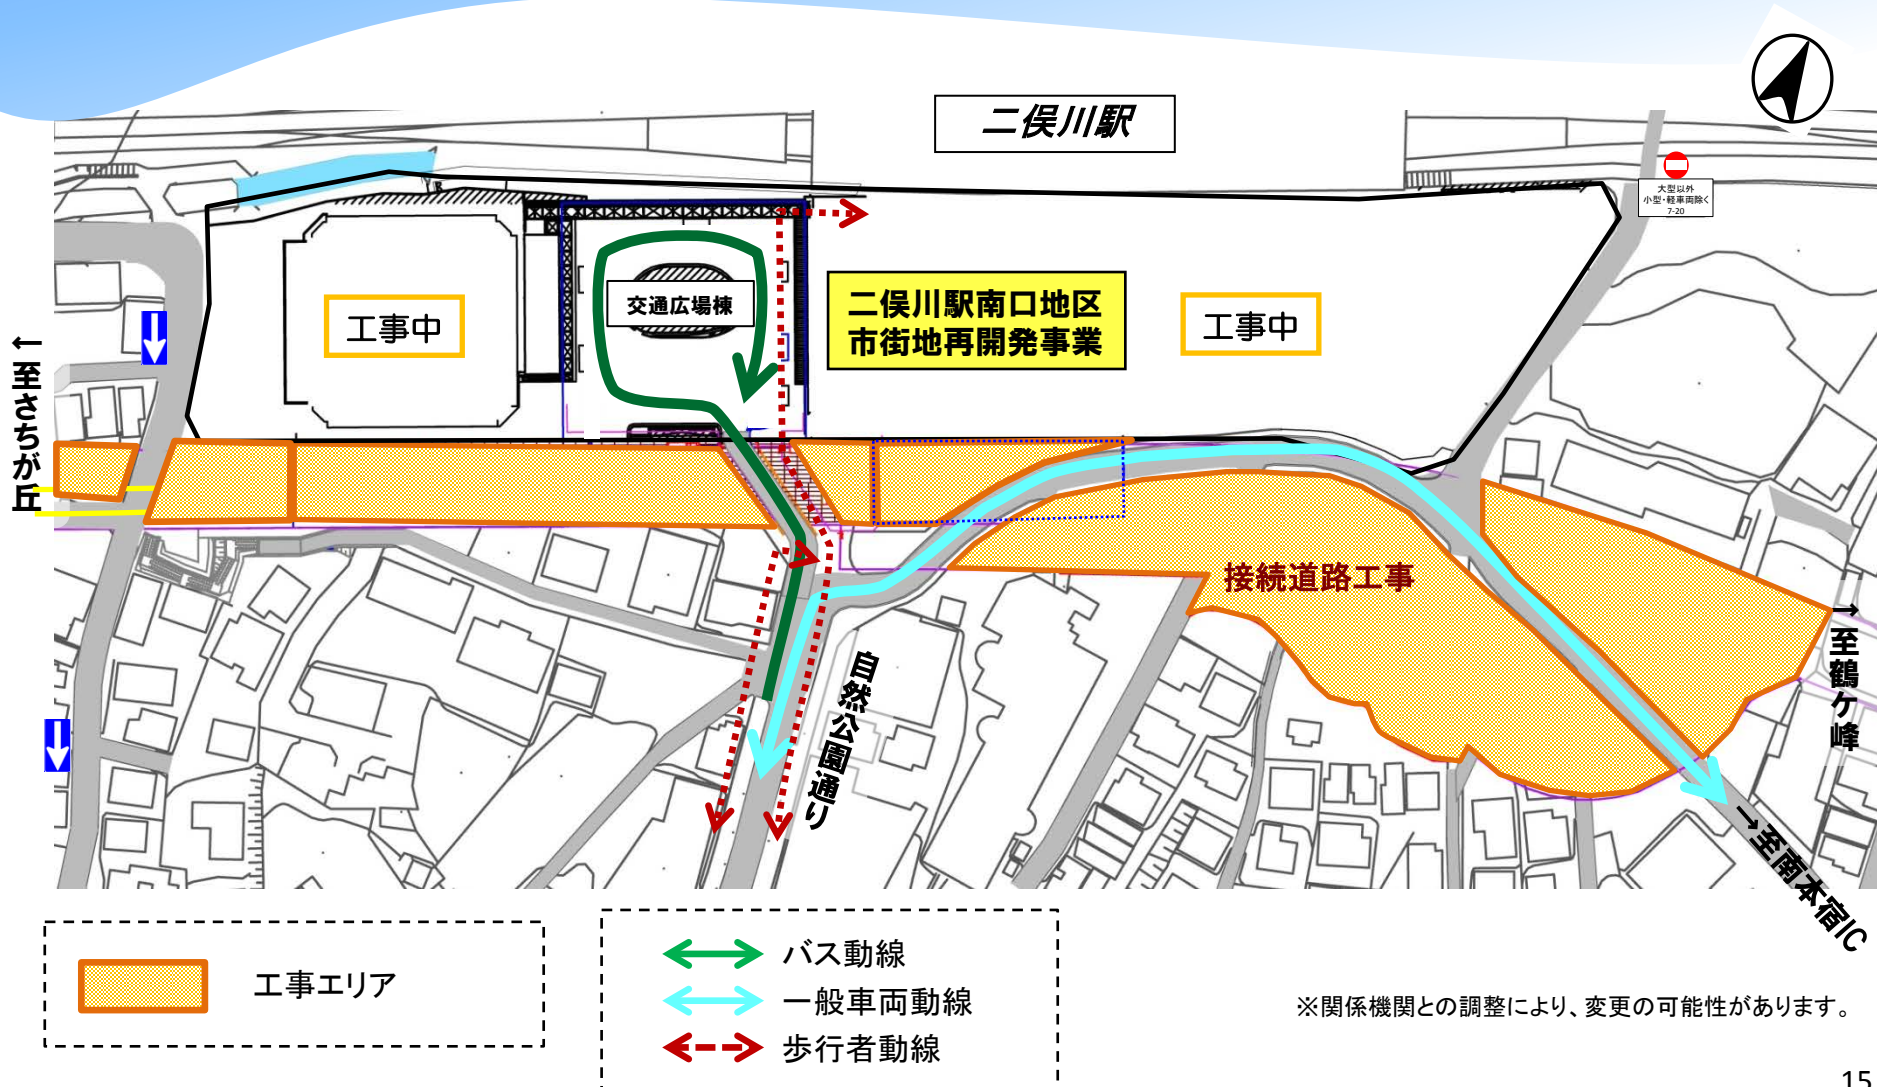 二俣川駅
大型以外
小型・軽車両除く
7-20
交通広場棟
工事中
二俣川駅南口地区
市街地再開発事業
工事中
←至さちが丘
接続道路工事
→至鶴ケ峰
自然公園通り
→至南本宿IC
工事エリア
バス動線
一般車両動線
歩行者動線
※関係機関との調整により、変更の可能性があります。
15